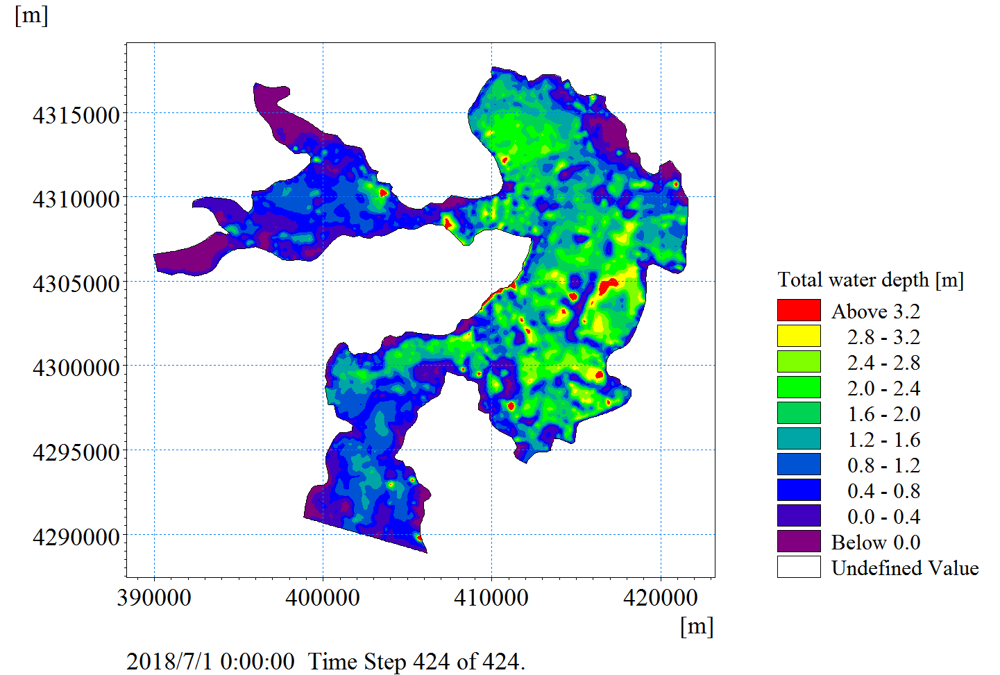 [m]
4315000
4310000
4305000
4300000
4295000
4290000
390000 400000 410000 420000
[m]
Total water depth [m]
Above 3.2
2.8 - 3.2
2.4 - 2.8
2.0 - 2.4
1.6 - 2.0
1.2 - 1.6
0.8 - 1.2
0.4 - 0.8
0.0 - 0.4
Below 0.0
Undefined Value
2018/7/1 0:00:00 Time Step 424 of 424.